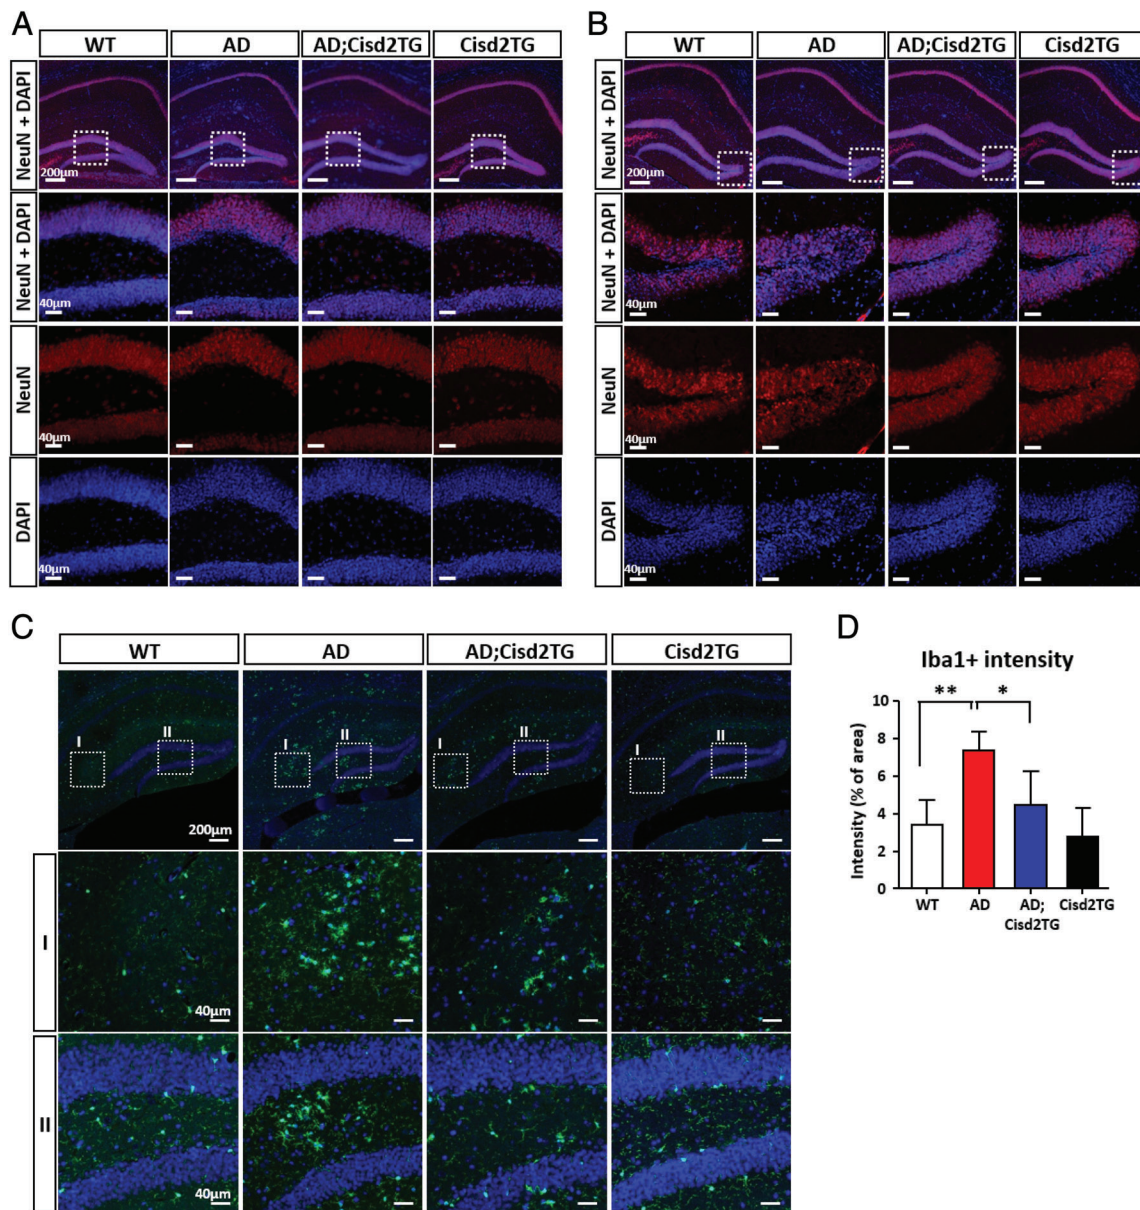 A
WT AD AD;Cisd2TG Cisd2TG
NeuN + DAPI
200μm
NeuN + DAPI
40μm
NeuN
40μm
DAPI
40μm
B
WT AD AD;Cisd2TG Cisd2TG
NeuN + DAPI
200μm
NeuN + DAPI
40μm
NeuN
40μm
DAPI
40μm
C
WT AD AD;Cisd2TG Cisd2TG
I II I II I II I II
200μm
I
40μm
II
40μm
D
Iba1+ intensity
** *
Intensity (% of area)
10
8
6
4
2
0
WT AD AD; Cisd2TG
Cisd2TG